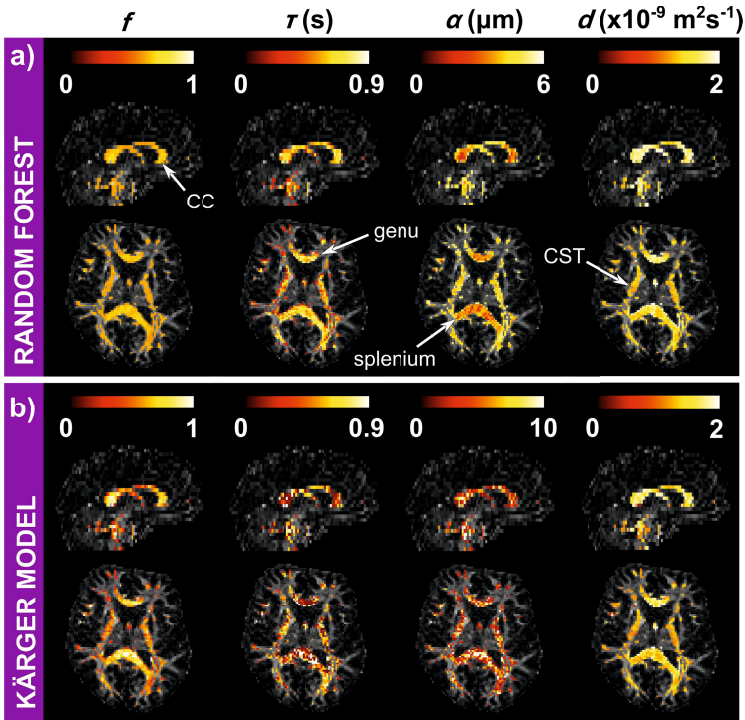 f τ (s) α (μm) d (x10⁻⁹ m²s⁻¹)
a)
0 1 0 0.9 0 6 0 2
RANDOM FOREST
CC
genu
CST
splenium
b)
0 1 0 0.9 0 10 0 2
KÄRGER MODEL